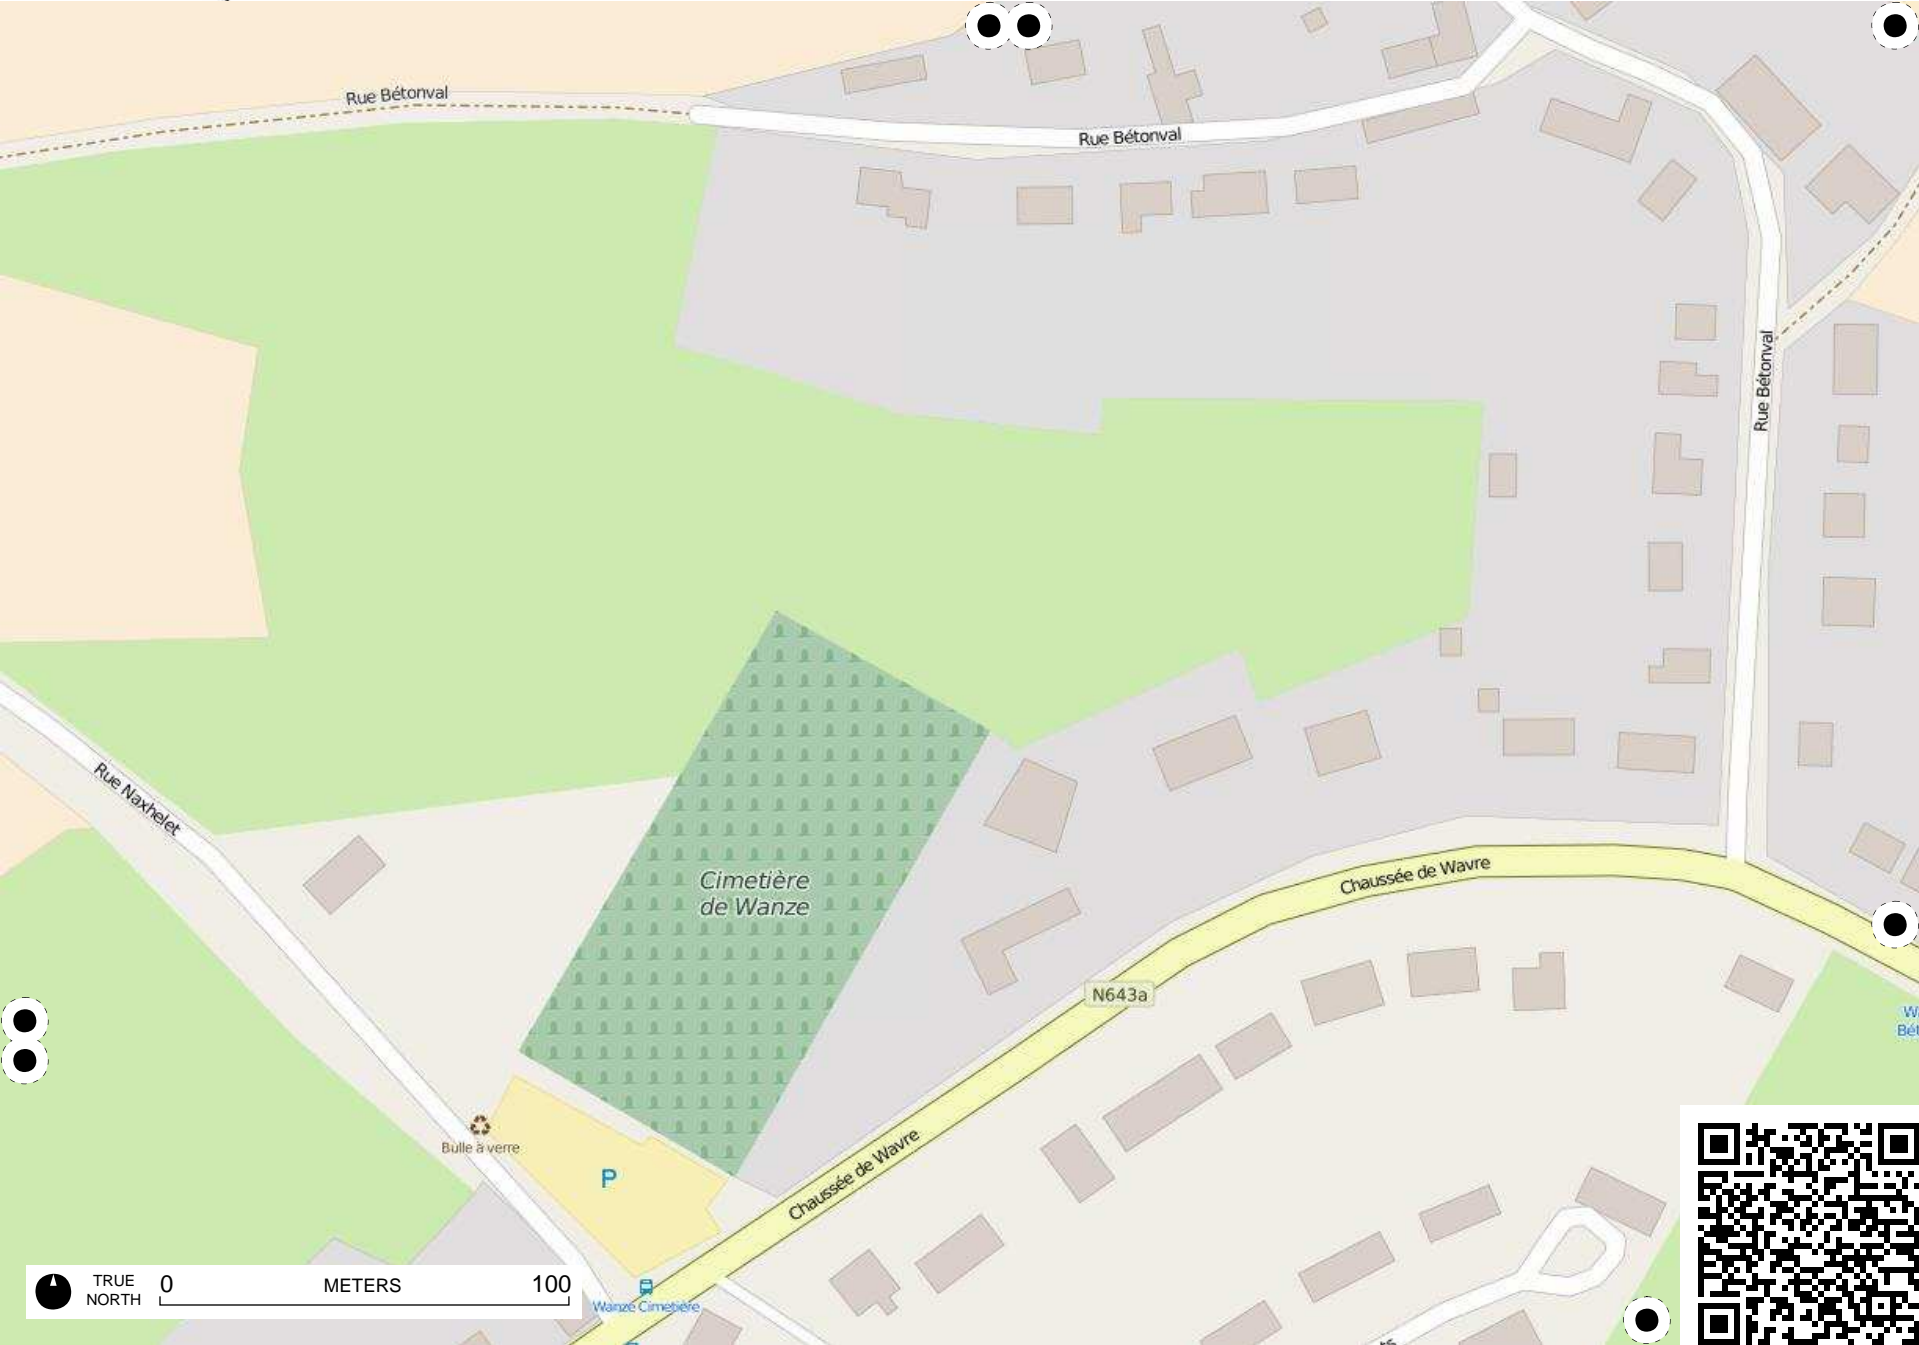 Rue Bétonval
Rue Bétonval
Rue Bétonval
Rue Naxhelet
Cimetière
de Wanze
Chaussée de Wavre
N643a
Bulle à verre
P
Chaussée de Wavre
Wanze Cimetière
TRUE
NORTH
0
METERS
100